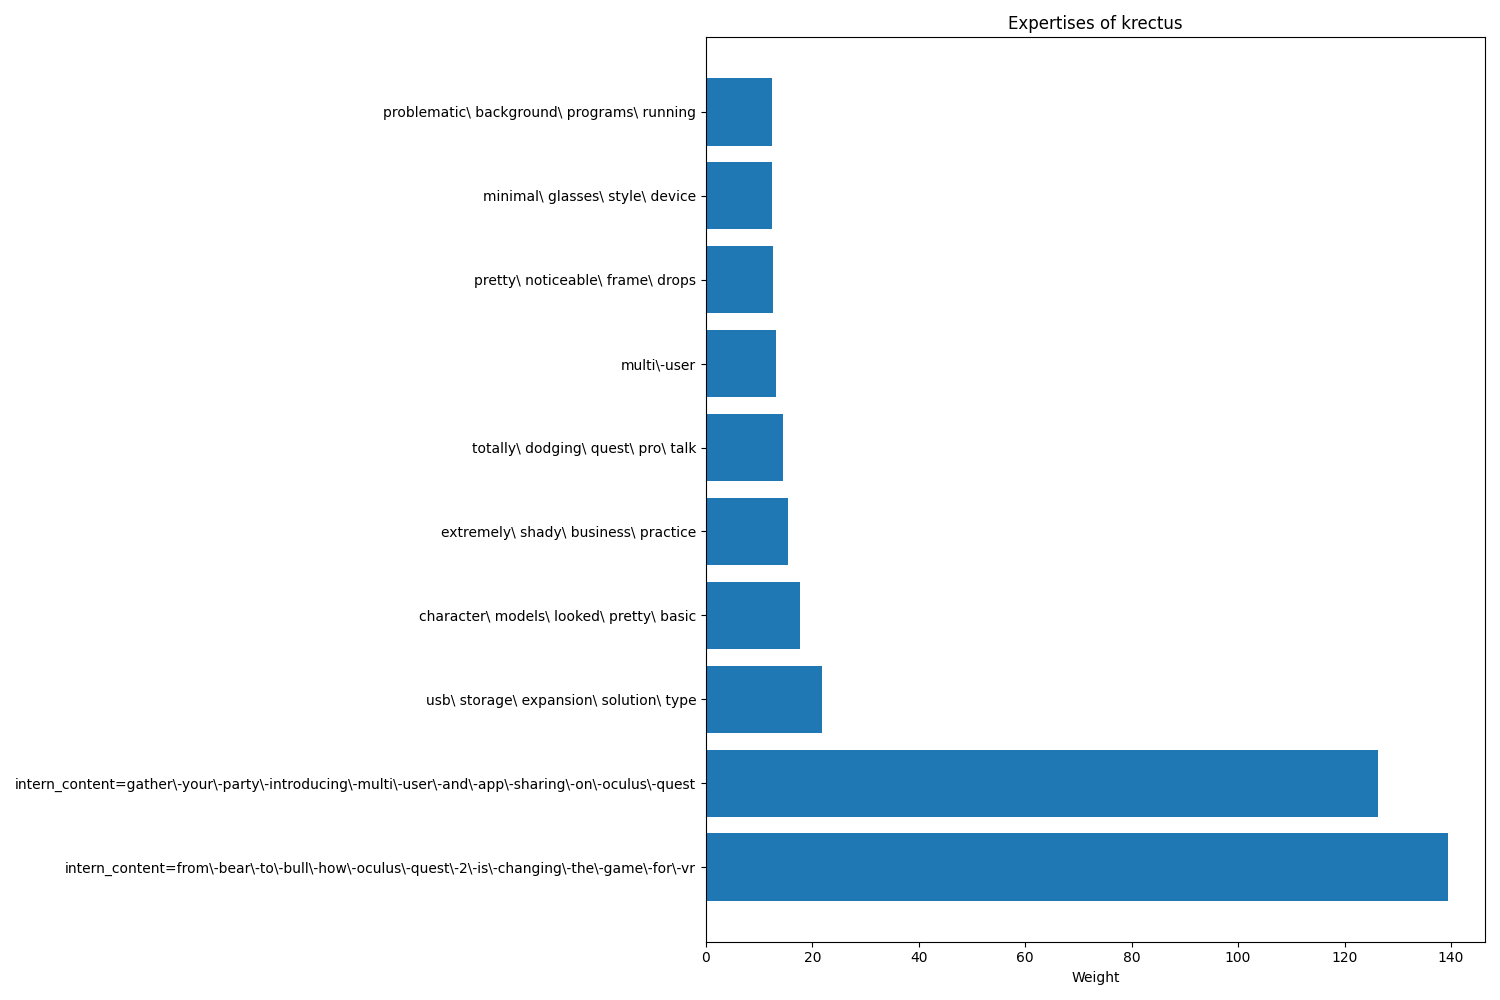 Expertises of krectus
problematic\ background\ programs\ running
minimal\ glasses\ style\ device
pretty\ noticeable\ frame\ drops
multi\-user
totally\ dodging\ quest\ pro\ talk
extremely\ shady\ business\ practice
character\ models\ looked\ pretty\ basic
usb\ storage\ expansion\ solution\ type
intern_content=gather\-your\-party\-introducing\-multi\-user\-and\-app\-sharing\-on\-oculus\-quest
intern_content=from\-bear\-to\-bull\-how\-oculus\-quest\-2\-is\-changing\-the\-game\-for\-vr
0 20 40 60 80 100 120 140
Weight